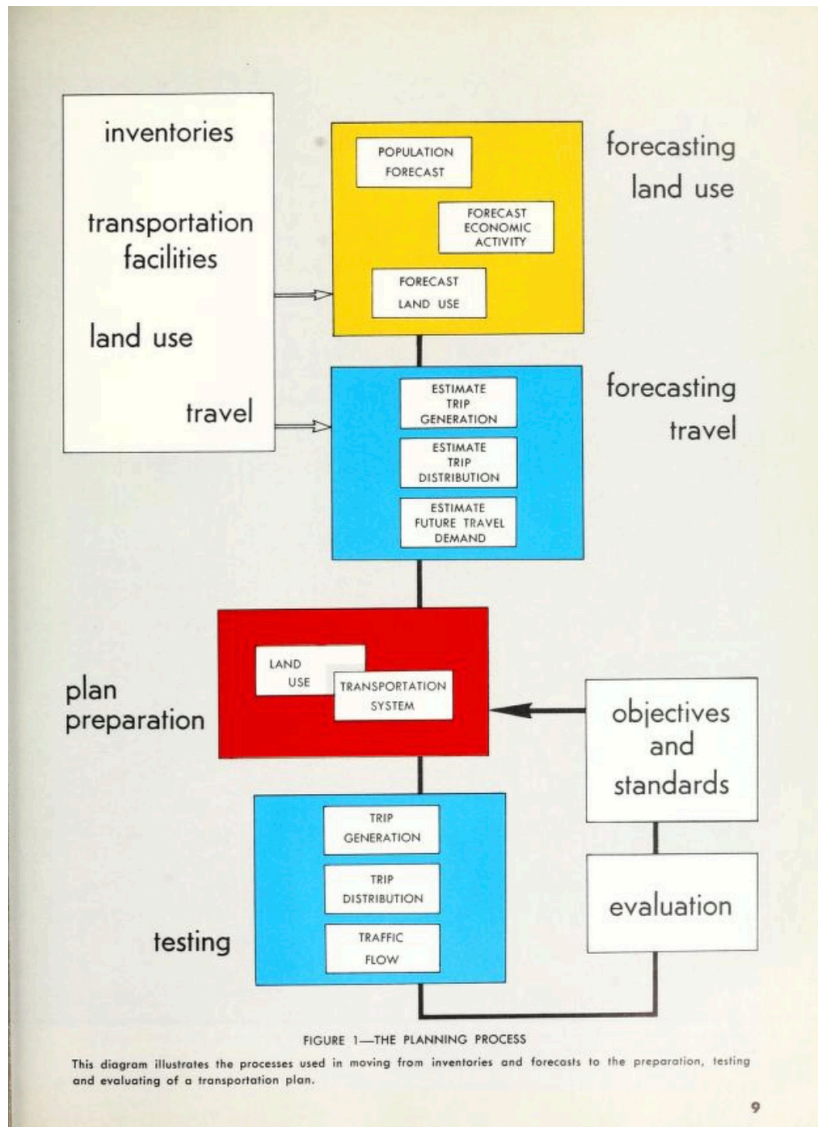 inventories
transportation
facilities
land use
travel
POPULATION
FORECAST
FORECAST
ECONOMIC
ACTIVITY
FORECAST
LAND USE
forecasting
land use
ESTIMATE
TRIP
GENERATION
ESTIMATE
TRIP
DISTRIBUTION
ESTIMATE
FUTURE TRAVEL
DEMAND
forecasting
travel
plan
preparation
LAND
USE
TRANSPORTATION
SYSTEM
objectives
and
standards
evaluation
testing
TRIP
GENERATION
TRIP
DISTRIBUTION
TRAFFIC
FLOW
FIGURE 1—THE PLANNING PROCESS
This diagram illustrates the processes used in moving from inventories and forecasts to the preparation, testing
and evaluating of a transportation plan.
9